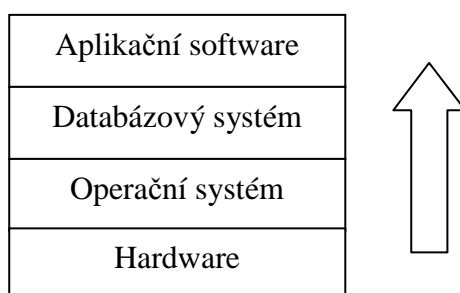 Aplikační software
Databázový systém
Operační systém
Hardware